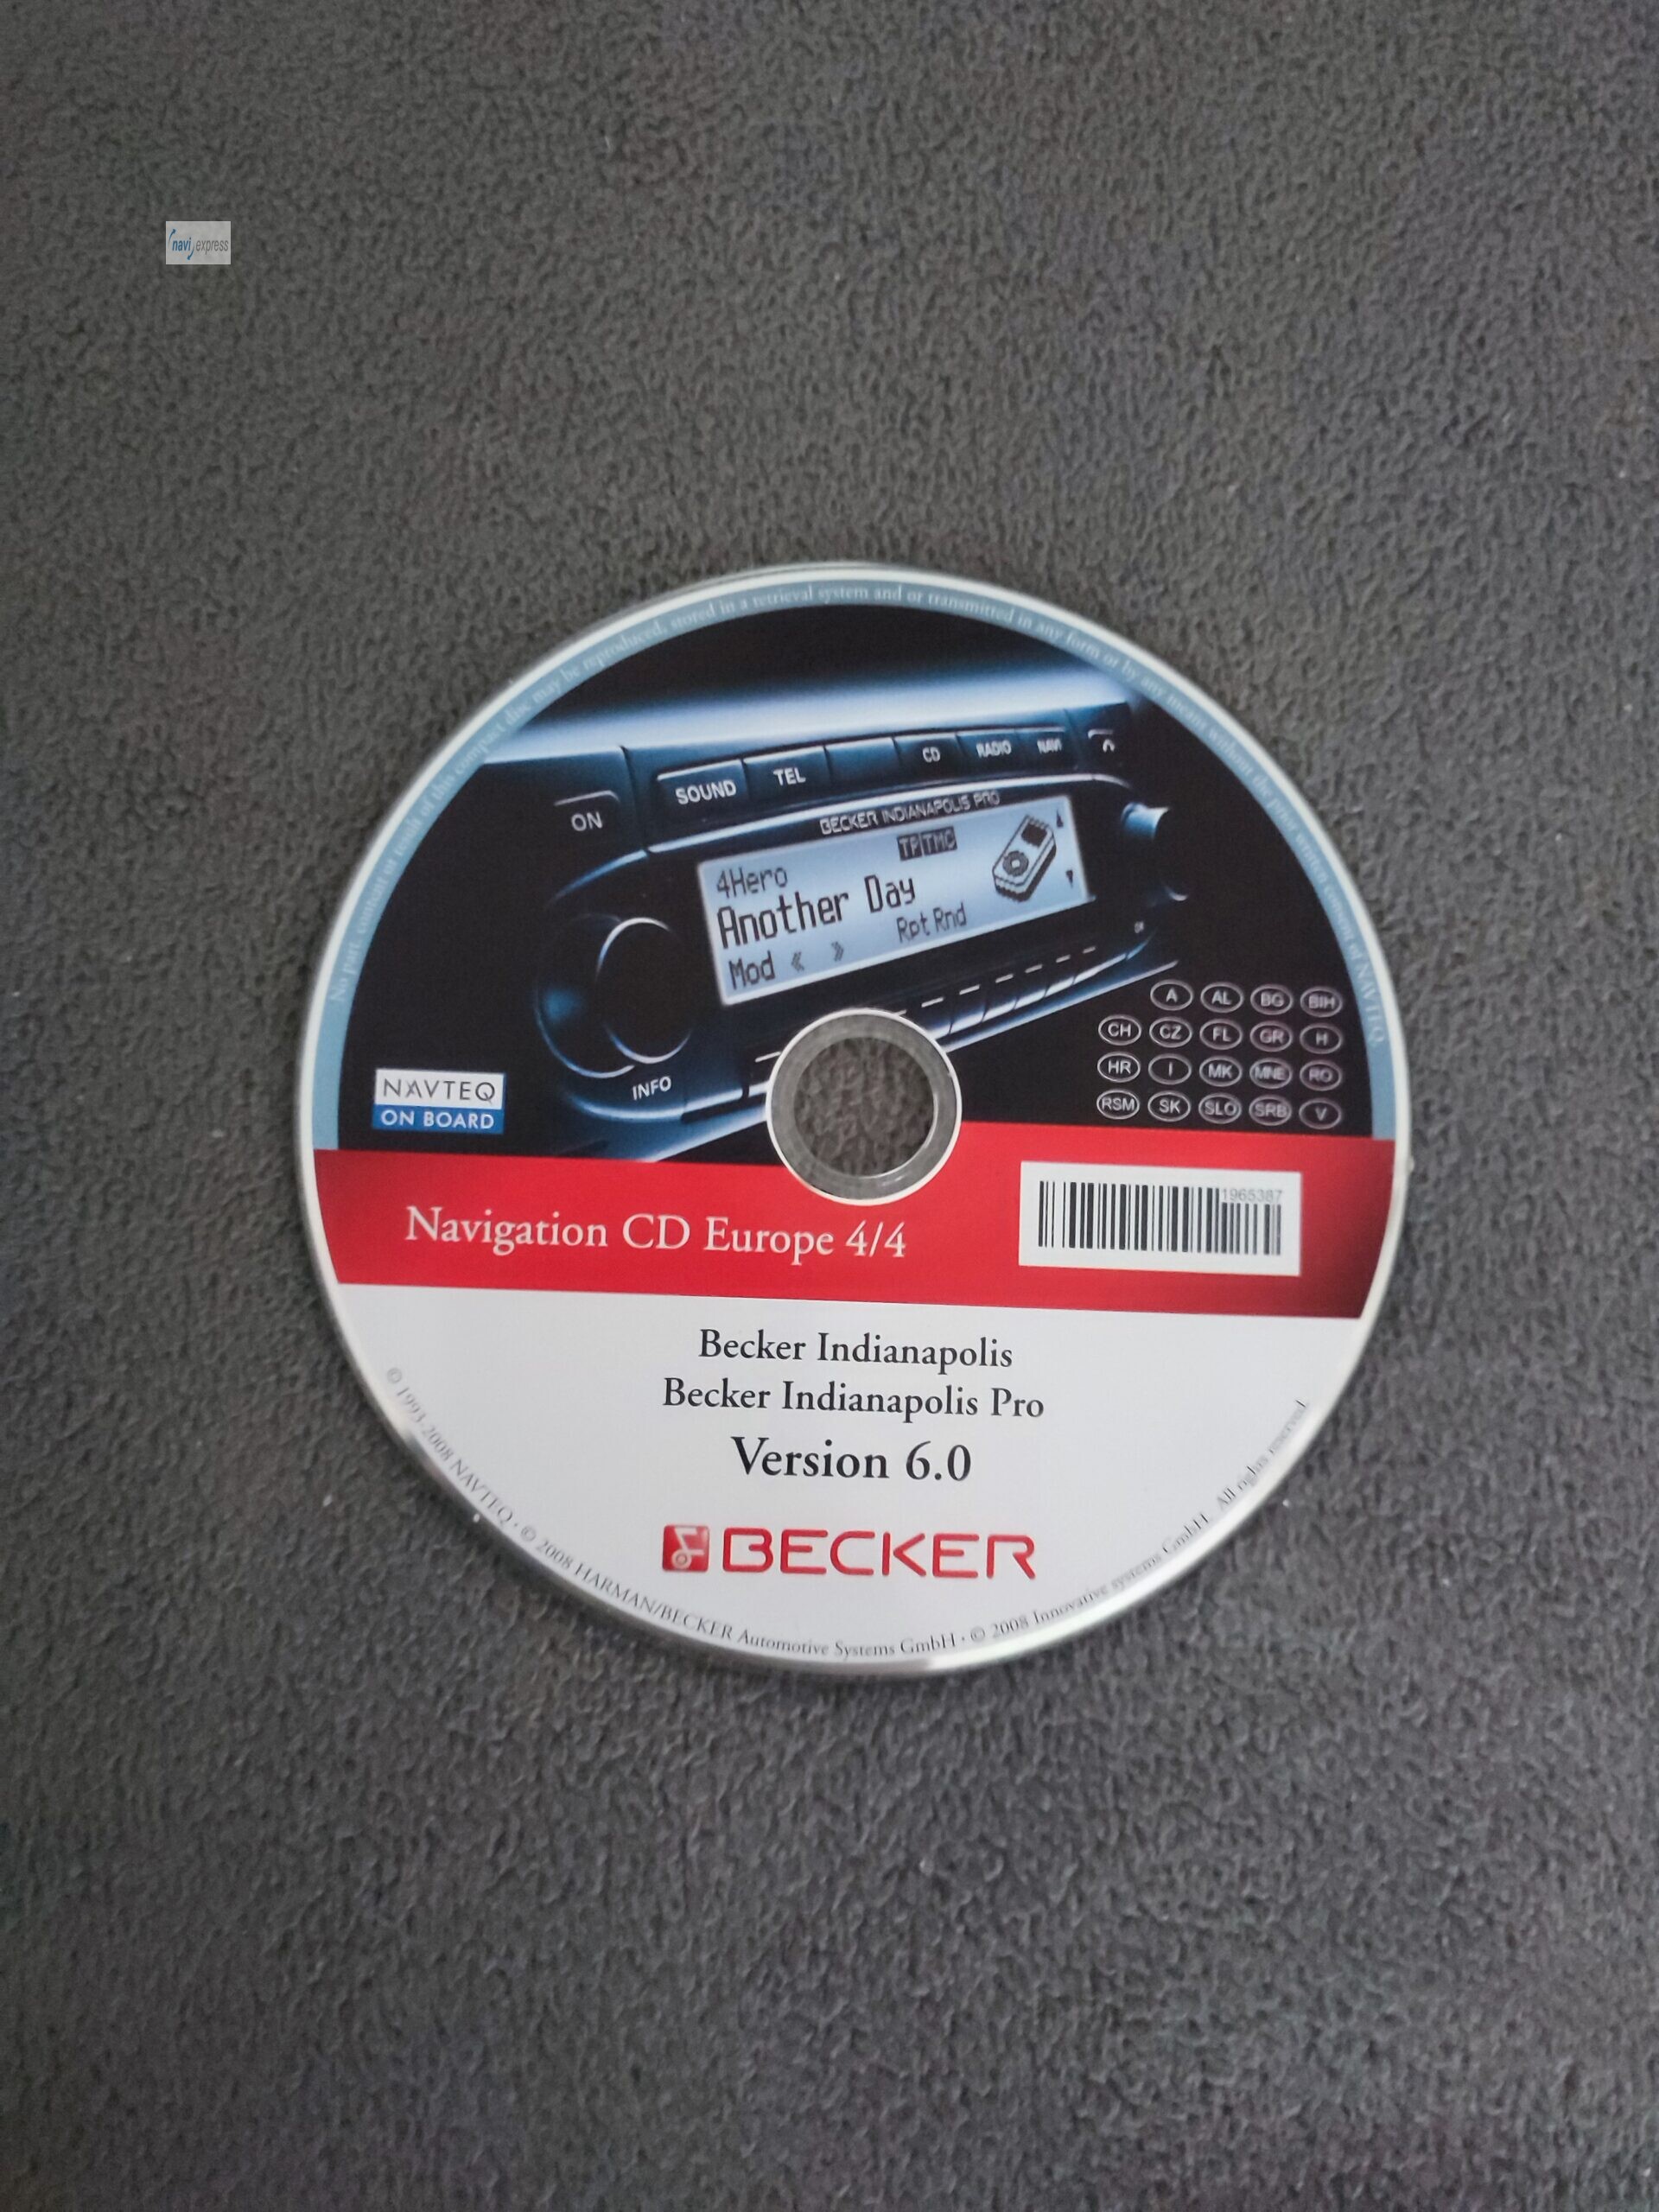 navi express
No part, content or tools of this compact disc may be reproduced, stored in a retrieval system and or transmitted in any form or by any means without the prior written consent of NAVTEQ.
ON
SOUND
TEL
CD
RADIO
NAVI
BECKER INDIANAPOLIS PRO
TP TMC
4Hero
Another Day
Rpt Rnd
Mod « »
INFO
NAVTEQ
ON BOARD
A AL BG BIH
CH CZ FL GR H
HR I MK MNE RO
RSM SK SLO SRB V
Navigation CD Europe 4/4
1965387
Becker Indianapolis
Becker Indianapolis Pro
Version 6.0
BECKER
© 1993-2008 NAVTEQ · © 2008 HARMAN/BECKER Automotive Systems GmbH · © 2008 Innovative systems GmbH. All rights reserved.